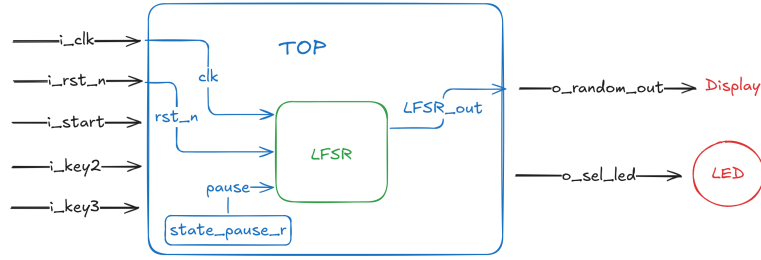 i_clk
TOP
clk
i_rst_n
rst_n
o_random_out
Display
LFSR_out
i_start
LFSR
i_key2
o_sel_led
LED
pause
i_key3
state_pause_r